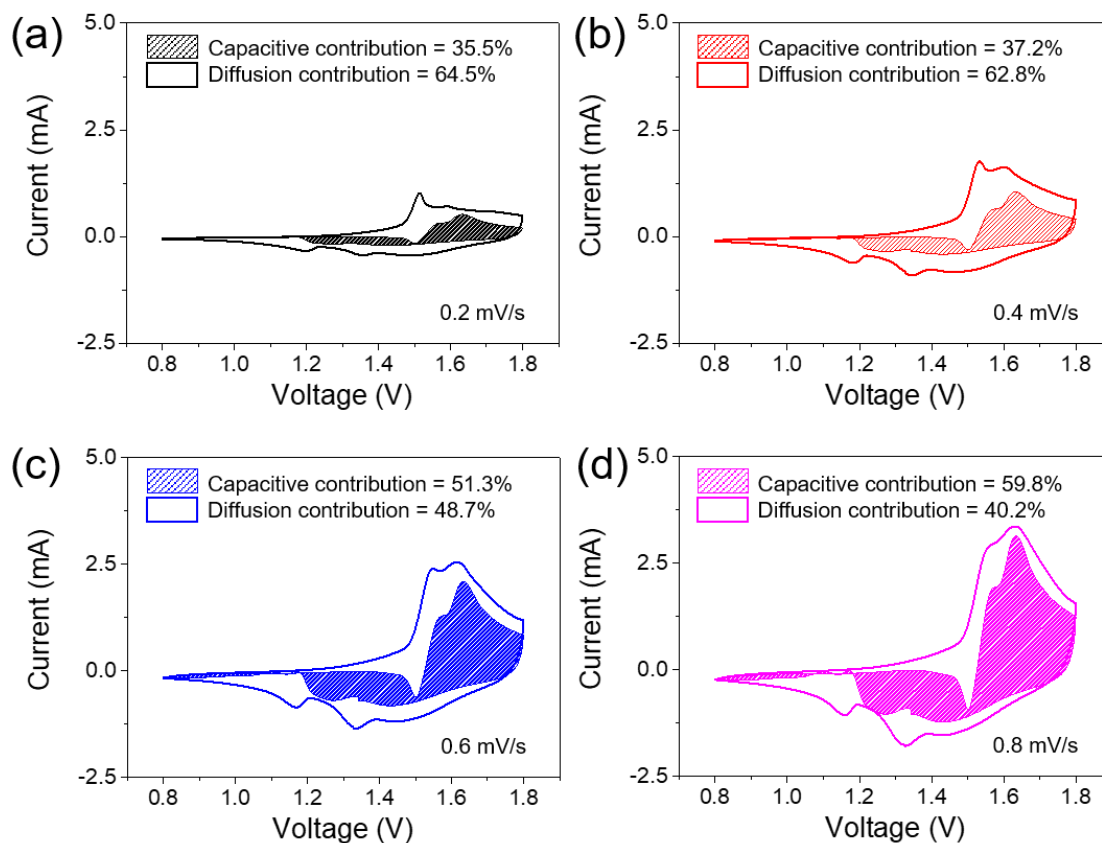 (a)
Capacitive contribution = 35.5%
Diffusion contribution = 64.5%
5.0
2.5
0.0
-2.5
Current (mA)
0.2 mV/s
0.8 1.0 1.2 1.4 1.6 1.8
Voltage (V)
(b)
Capacitive contribution = 37.2%
Diffusion contribution = 62.8%
5.0
2.5
0.0
-2.5
Current (mA)
0.4 mV/s
0.8 1.0 1.2 1.4 1.6 1.8
Voltage (V)
(c)
Capacitive contribution = 51.3%
Diffusion contribution = 48.7%
5.0
2.5
0.0
-2.5
Current (mA)
0.6 mV/s
0.8 1.0 1.2 1.4 1.6 1.8
Voltage (V)
(d)
Capacitive contribution = 59.8%
Diffusion contribution = 40.2%
5.0
2.5
0.0
-2.5
Current (mA)
0.8 mV/s
0.8 1.0 1.2 1.4 1.6 1.8
Voltage (V)